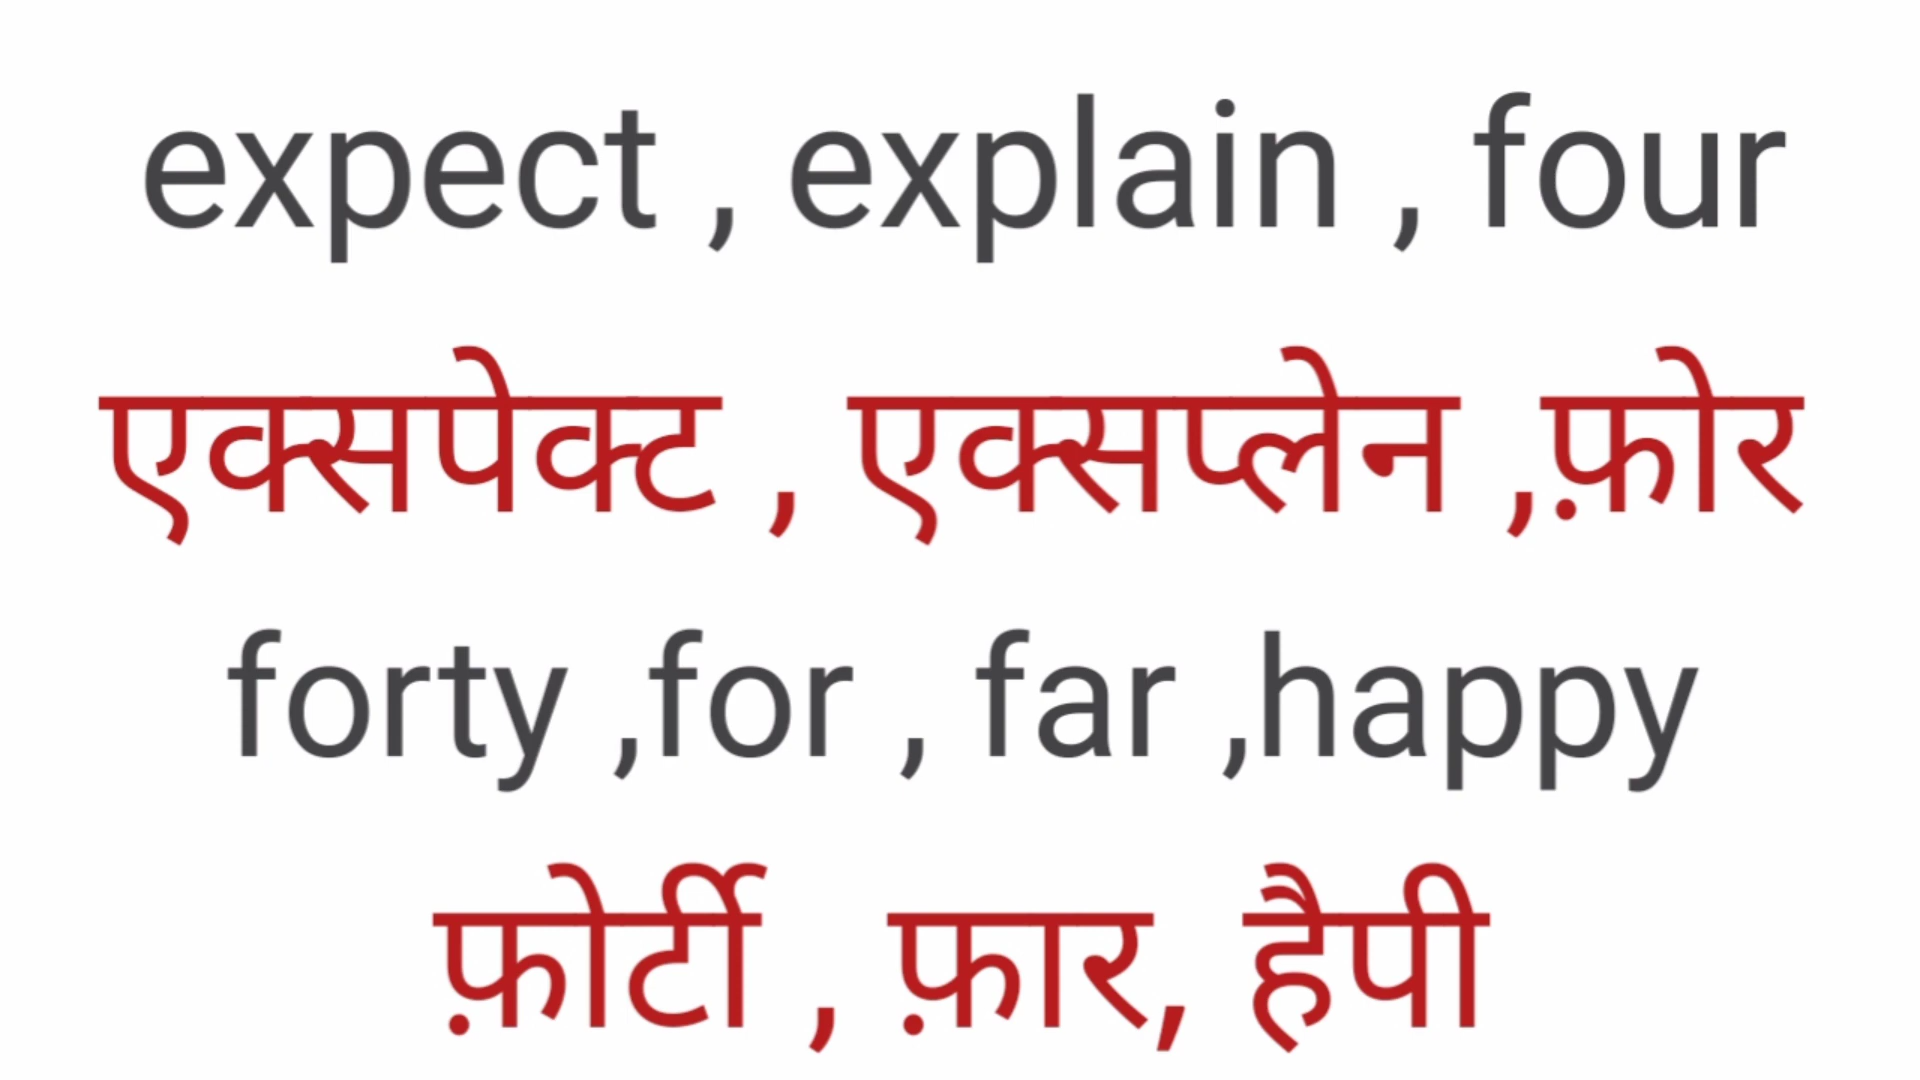 expect , explain , four
एक्सपेक्ट , एक्सप्लेन ,फ़ोर
forty ,for , far ,happy
फ़ोर्टी , फ़ार, हैपी